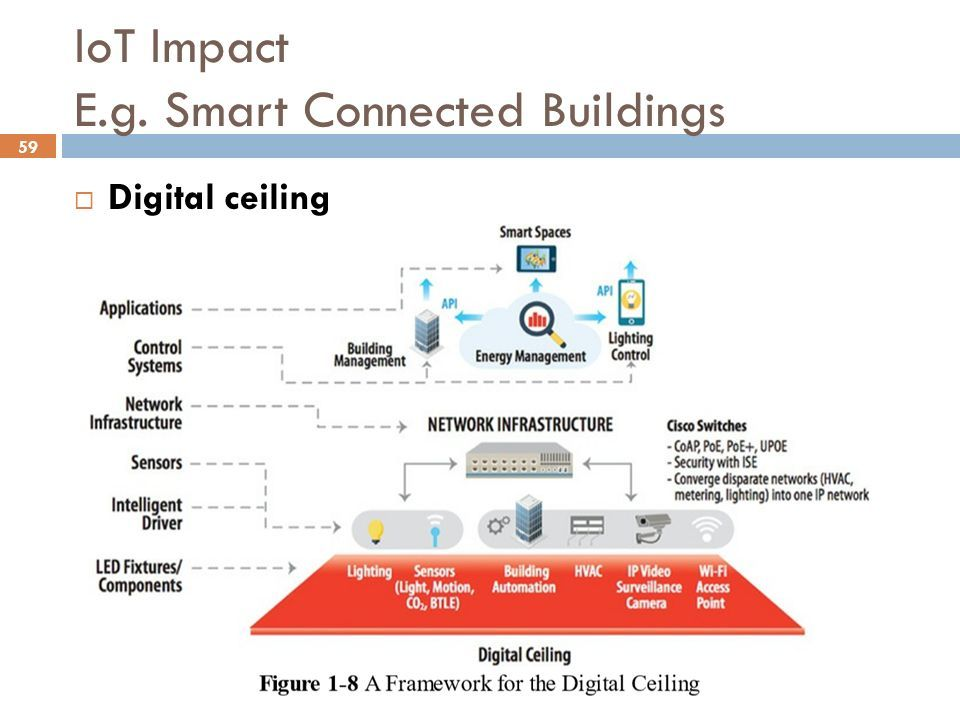 IoT Impact
E.g. Smart Connected Buildings
59
Digital ceiling
Smart Spaces
API
API
Applications
Building
Management
Energy Management
Lighting
Control
Control
Systems
Network
Infrastructure
NETWORK INFRASTRUCTURE
Cisco Switches
- CoAP, PoE, PoE+, UPOE
- Security with ISE
- Converge disparate networks (HVAC,
metering, lighting) into one IP network
Sensors
Intelligent
Driver
LED Fixtures/
Components
Lighting
Sensors
(Light, Motion,
CO₂, BTLE)
Building
Automation
HVAC
IP Video
Surveillance
Camera
Wi-Fi
Access
Point
Digital Ceiling
Figure 1-8 A Framework for the Digital Ceiling